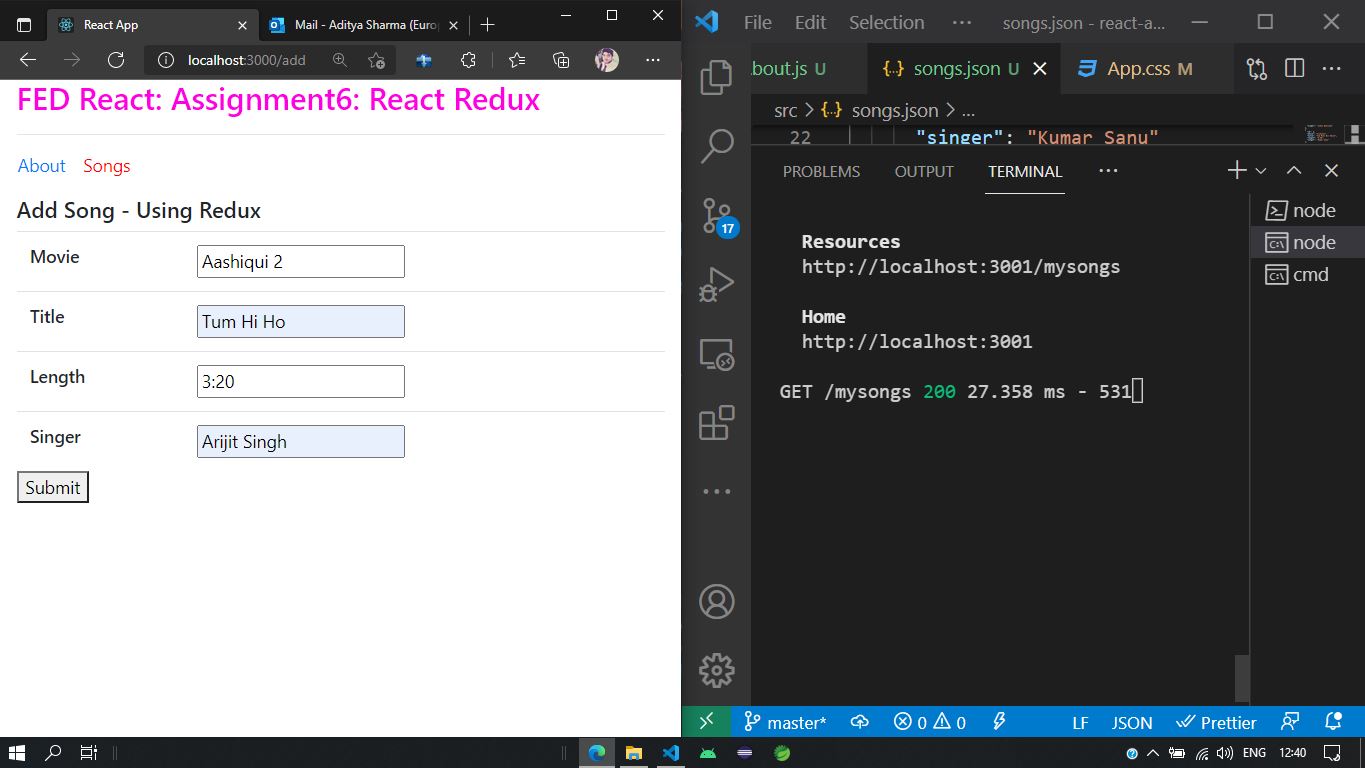 React App
Mail - Aditya Sharma (Euro
localhost:3000/add
FED React: Assignment6: React Redux
About Songs
Add Song - Using Redux
Movie Aashiqui 2
Title Tum Hi Ho
Length 3:20
Singer Arijit Singh
Submit
File Edit Selection ··· songs.json - react-a...
bout.js U {..} songs.json U App.css M
src > {..} songs.json > ...
22 "singer": "Kumar Sanu"
PROBLEMS OUTPUT TERMINAL ···
Resources
http://localhost:3001/mysongs
Home
http://localhost:3001
GET /mysongs 200 27.358 ms - 531
node
node
cmd
17
master* 0 0 LF JSON Prettier
ENG 12:40